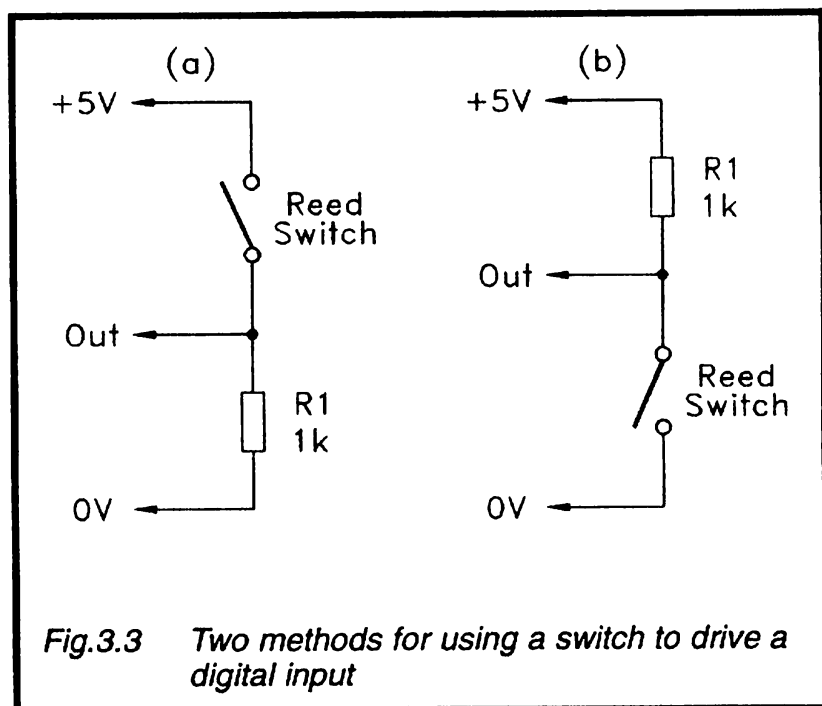 (a)
+5V
Reed
Switch
Out
R1
1k
0V
(b)
+5V
R1
1k
Out
Reed
Switch
0V
Fig.3.3 Two methods for using a switch to drive a
digital input